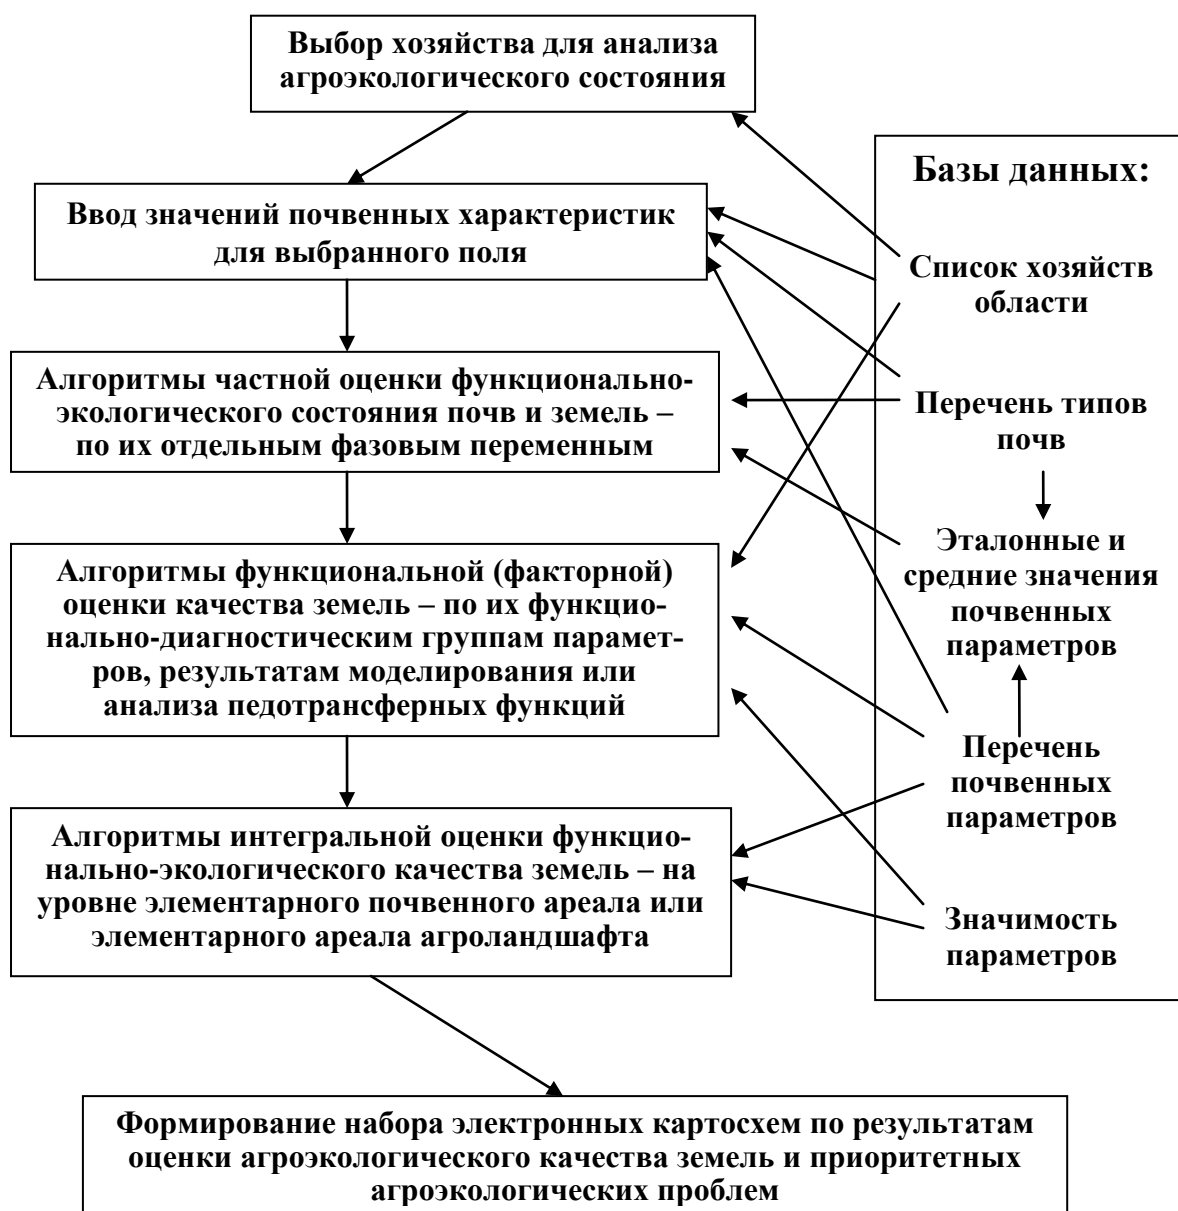 Выбор хозяйства для анализа
агроэкологического состояния
Ввод значений почвенных характеристик
для выбранного поля
Алгоритмы частной оценки функционально-
экологического состояния почв и земель –
по их отдельным фазовым переменным
Алгоритмы функциональной (факторной)
оценки качества земель – по их функцио-
нально-диагностическим группам парамет-
ров, результатам моделирования или
анализа педотрансферных функций
Алгоритмы интегральной оценки функцио-
нально-экологического качества земель – на
уровне элементарного почвенного ареала или
элементарного ареала агроландшафта
Формирование набора электронных картосхем по результатам
оценки агроэкологического качества земель и приоритетных
агроэкологических проблем
Базы данных:
Список хозяйств
области
Перечень типов
почв
Эталонные и
средние значения
почвенных
параметров
Перечень
почвенных
параметров
Значимость
параметров